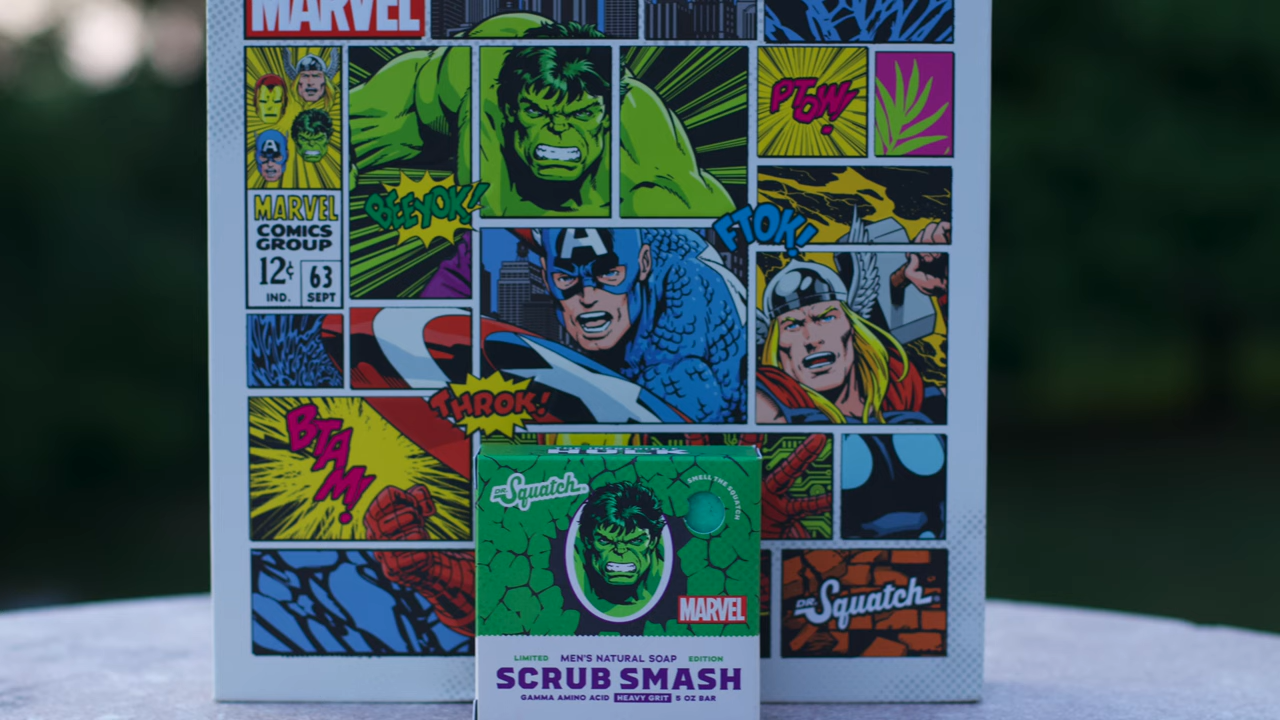 MARVEL
MARVEL
COMICS
GROUP
12¢
IND.
63
SEPT
A
BEEYOK!
PTOW!
FTOK!
A
THROK!
BTAM!
HULK
DR. Squatch
SMELL THE SQUATCH
MARVEL
LIMITED MEN'S NATURAL SOAP EDITION
SCRUB SMASH
GAMMA AMINO ACID HEAVY GRIT 5 OZ BAR
DR. Squatch